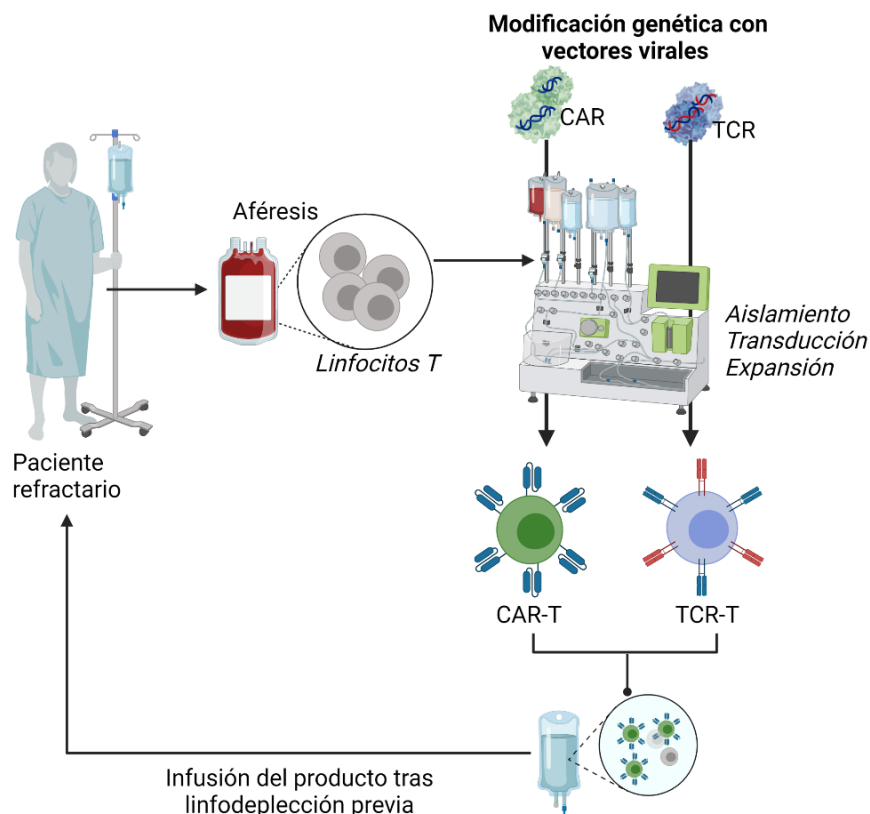 Modificación genética con
vectores virales
CAR
TCR
Aféresis
Linfocitos T
Aislamiento
Transducción
Expansión
Paciente
refractario
CAR-T
TCR-T
Infusión del producto tras
linfodeplección previa